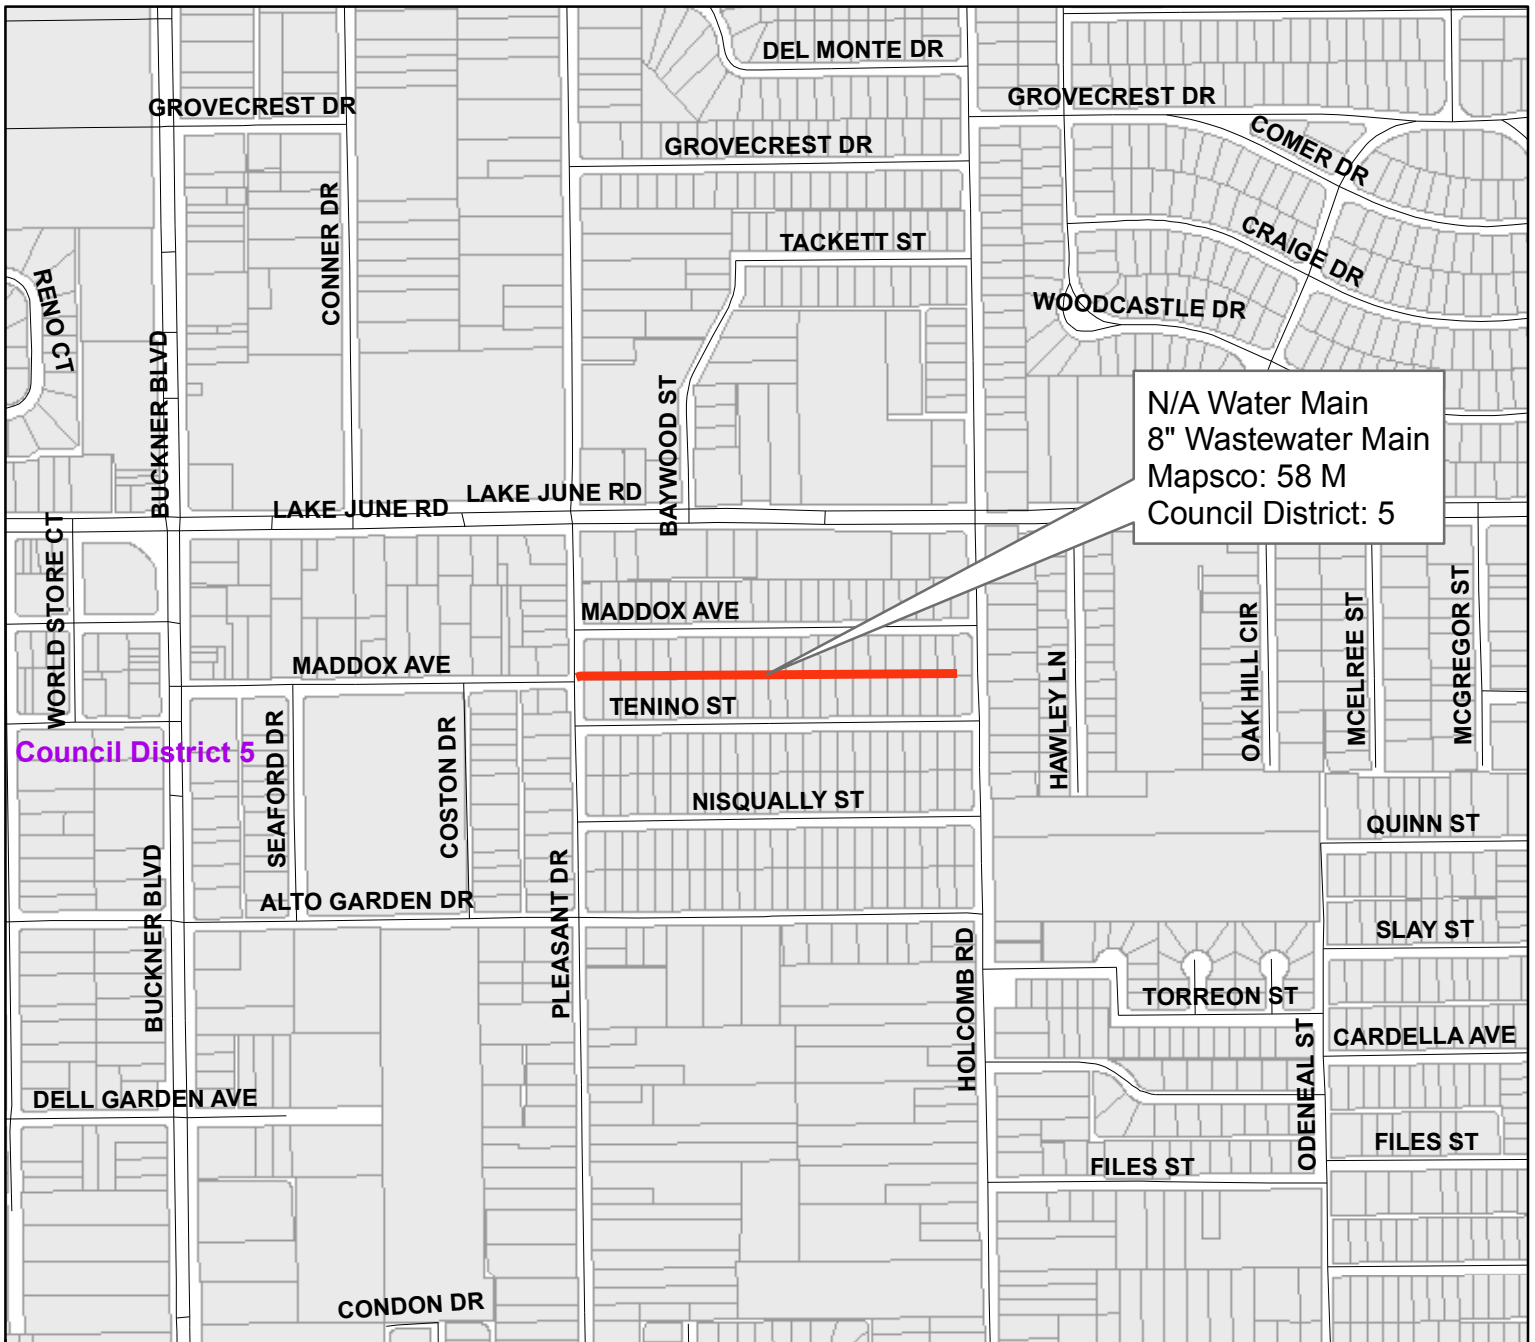 DEL MONTE DR
GROVECREST DR
GROVECREST DR
GROVECREST DR
COMER DR
CONNER DR
TACKETT ST
CRAIGE DR
RENO CT
WOODCASTLE DR
BUCKNER BLVD
BAYWOOD ST
N/A Water Main
8" Wastewater Main
Mapsco: 58 M
Council District: 5
LAKE JUNE RD
LAKE JUNE RD
WORLD STORE CT
MADDOX AVE
MADDOX AVE
TENINO ST
HAWLEY LN
OAK HILL CIR
MCELREE ST
MCGREGOR ST
Council District 5
SEAFORD DR
COSTON DR
NISQUALLY ST
QUINN ST
BUCKNER BLVD
ALTO GARDEN DR
PLEASANT DR
HOLCOMB RD
SLAY ST
TORREON ST
ODENEAL ST
CARDELLA AVE
DELL GARDEN AVE
FILES ST
FILES ST
CONDON DR